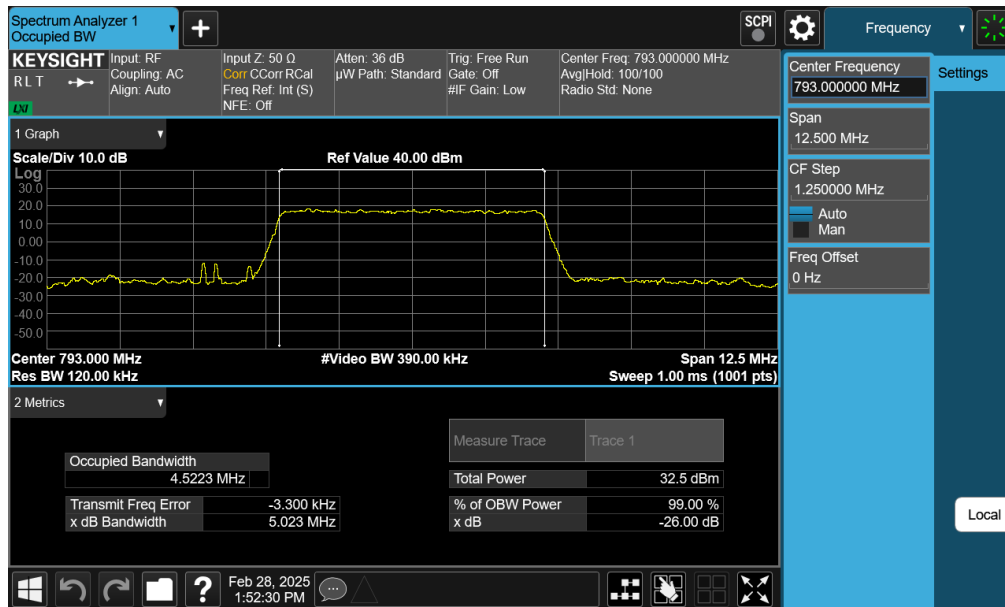 Spectrum Analyzer 1
Occupied BW
+
SCPI
Frequency
KEYSIGHT
R L T
LXI
Input: RF
Coupling: AC
Align: Auto
Input Z: 50 Ω
Corr CCorr RCal
Freq Ref: Int (S)
NFE: Off
Atten: 36 dB
µW Path: Standard
Trig: Free Run
Gate: Off
#IF Gain: Low
Center Freq: 793.000000 MHz
Avg|Hold: 100/100
Radio Std: None
Center Frequency
793.000000 MHz
Settings
Span
12.500 MHz
CF Step
1.250000 MHz
Auto
Man
Freq Offset
0 Hz
Local
1 Graph
Scale/Div 10.0 dB
Ref Value 40.00 dBm
Log
30.0
20.0
10.0
0.00
-10.0
-20.0
-30.0
-40.0
-50.0
Center 793.000 MHz
#Video BW 390.00 kHz
Span 12.5 MHz
Res BW 120.00 kHz
Sweep 1.00 ms (1001 pts)
2 Metrics
Measure Trace
Trace 1
Occupied Bandwidth
4.5223 MHz
Total Power
32.5 dBm
Transmit Freq Error
-3.300 kHz
% of OBW Power
99.00 %
x dB Bandwidth
5.023 MHz
x dB
-26.00 dB
?
Feb 28, 2025
1:52:30 PM